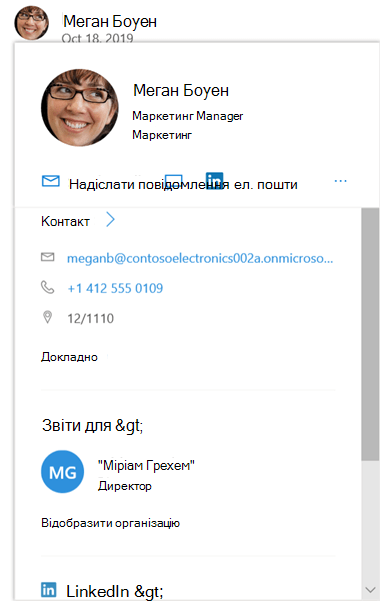 Меган Боуен
Oct 18, 2019
Меган Боуен
Маркетинг Manager
Маркетинг
Надіслати повідомлення ел. пошти
Контакт
meganb@contosoelectronics002a.onmicroso...
+1 412 555 0109
12/1110
Докладно
Звіти для &gt;
MG
"Міріам Грехем"
Директор
Відобразити організацію
LinkedIn &gt;